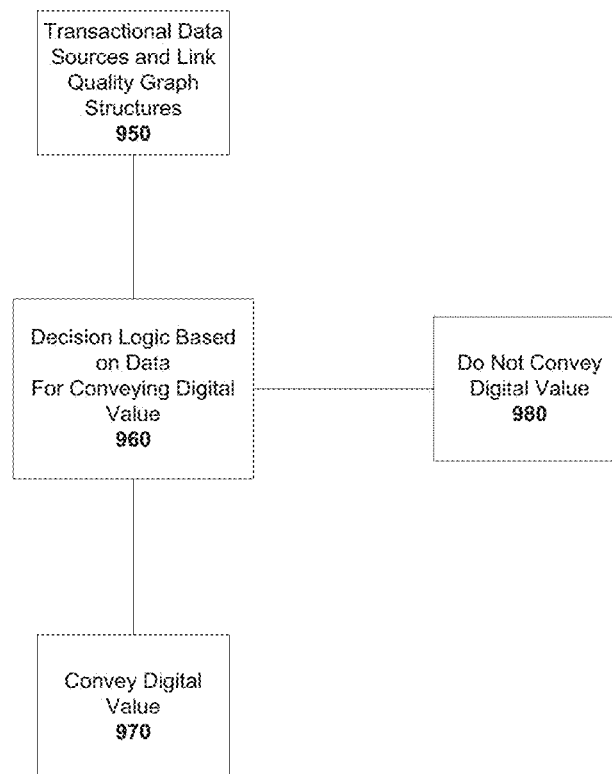 Transactional Data
Sources and Link
Quality Graph
Structures
950
Decision Logic Based
on Data
For Conveying Digital
Value
960
Do Not Convey
Digital Value
980
Convey Digital
Value
970